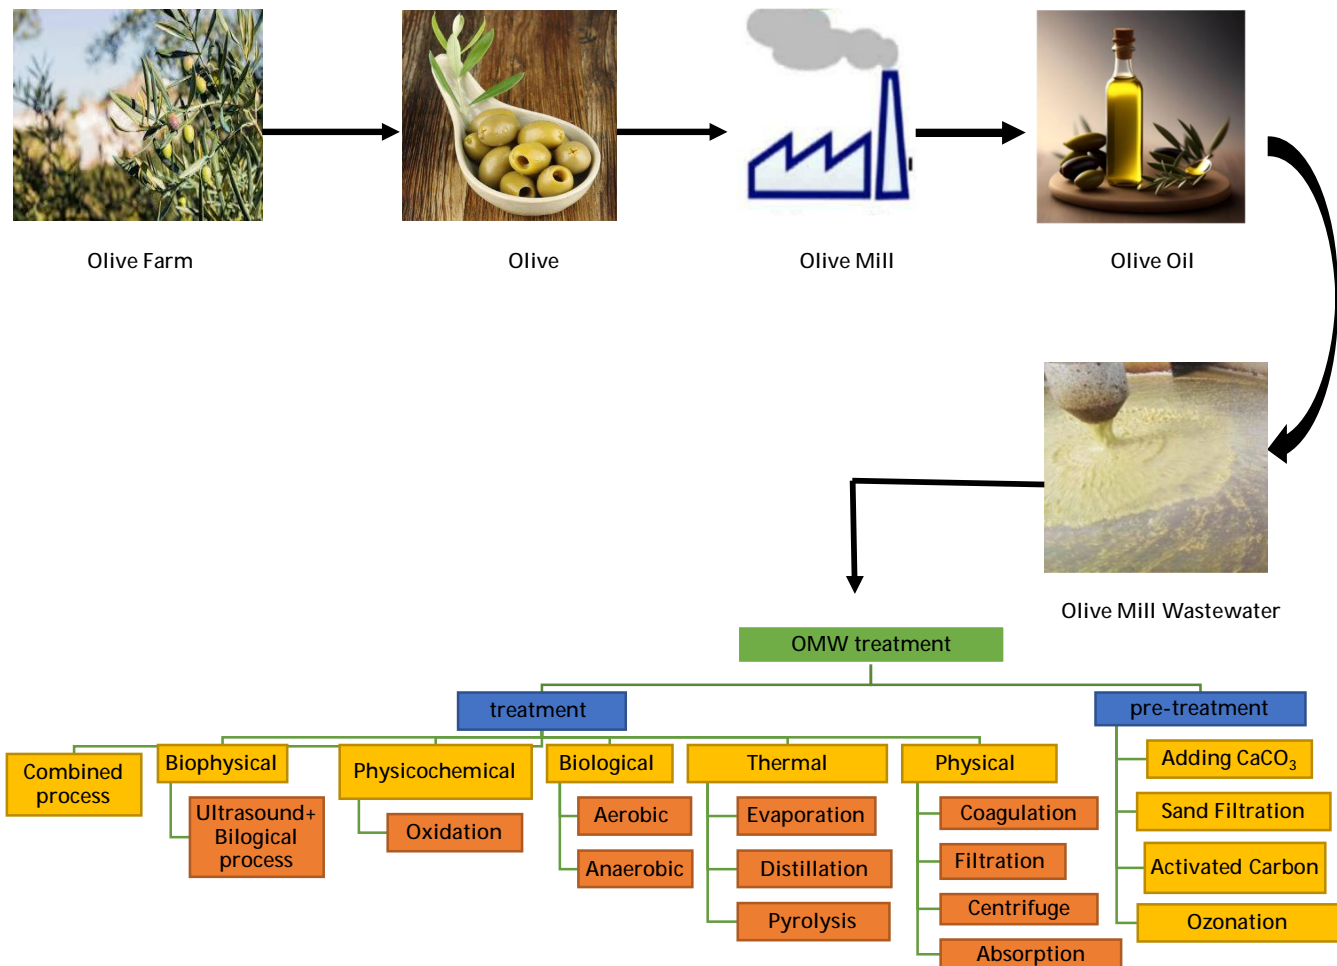 Olive Farm
Olive
Olive Mill
Olive Oil
Olive Mill Wastewater
OMW treatment
treatment
pre-treatment
Combined
process
Biophysical
Ultrasound+
Bilogical
process
Physicochemical
Oxidation
Biological
Aerobic
Anaerobic
Thermal
Evaporation
Distillation
Pyrolysis
Physical
Coagulation
Filtration
Centrifuge
Absorption
Adding CaCO₃
Sand Filtration
Activated Carbon
Ozonation